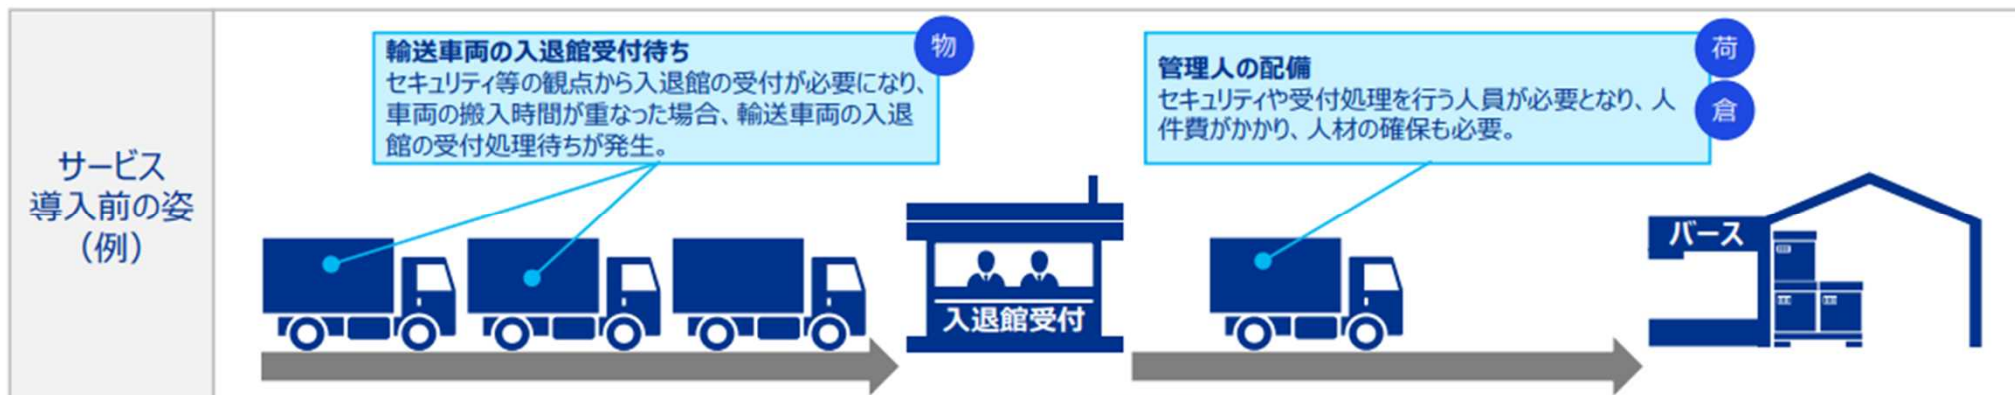 サービス
導入前の姿
（例）
輸送車両の入退館受付待ち
セキュリティ等の観点から入退館の受付が必要になり、
車両の搬入時間が重なった場合、輸送車両の入退
館の受付処理待ちが発生。
物
管理人の配備
セキュリティや受付処理を行う人員が必要となり、人
件費がかかり、人材の確保も必要。
荷
倉
入退館受付
バース